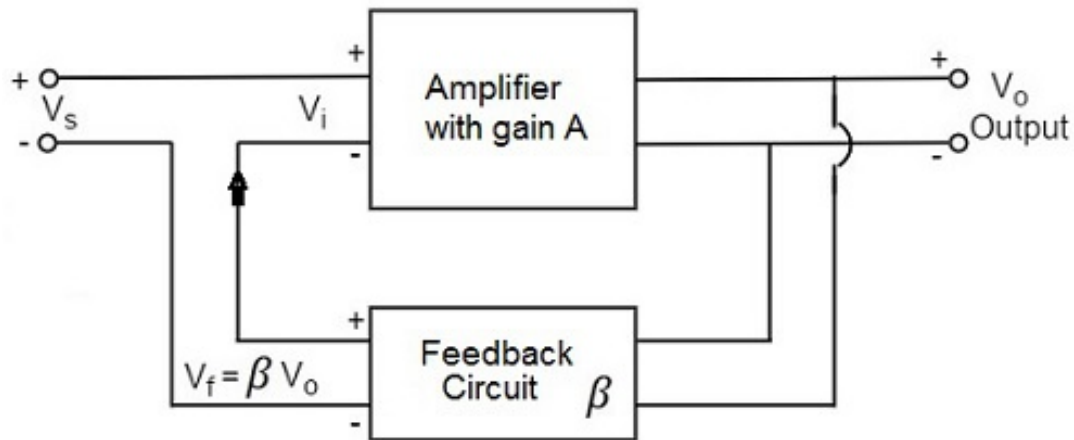 +
+
+
V_s
V_i
Amplifier
with gain A
V_o
-
-
-
Output
+
Feedback
Circuit β
V_f = β V_o
-